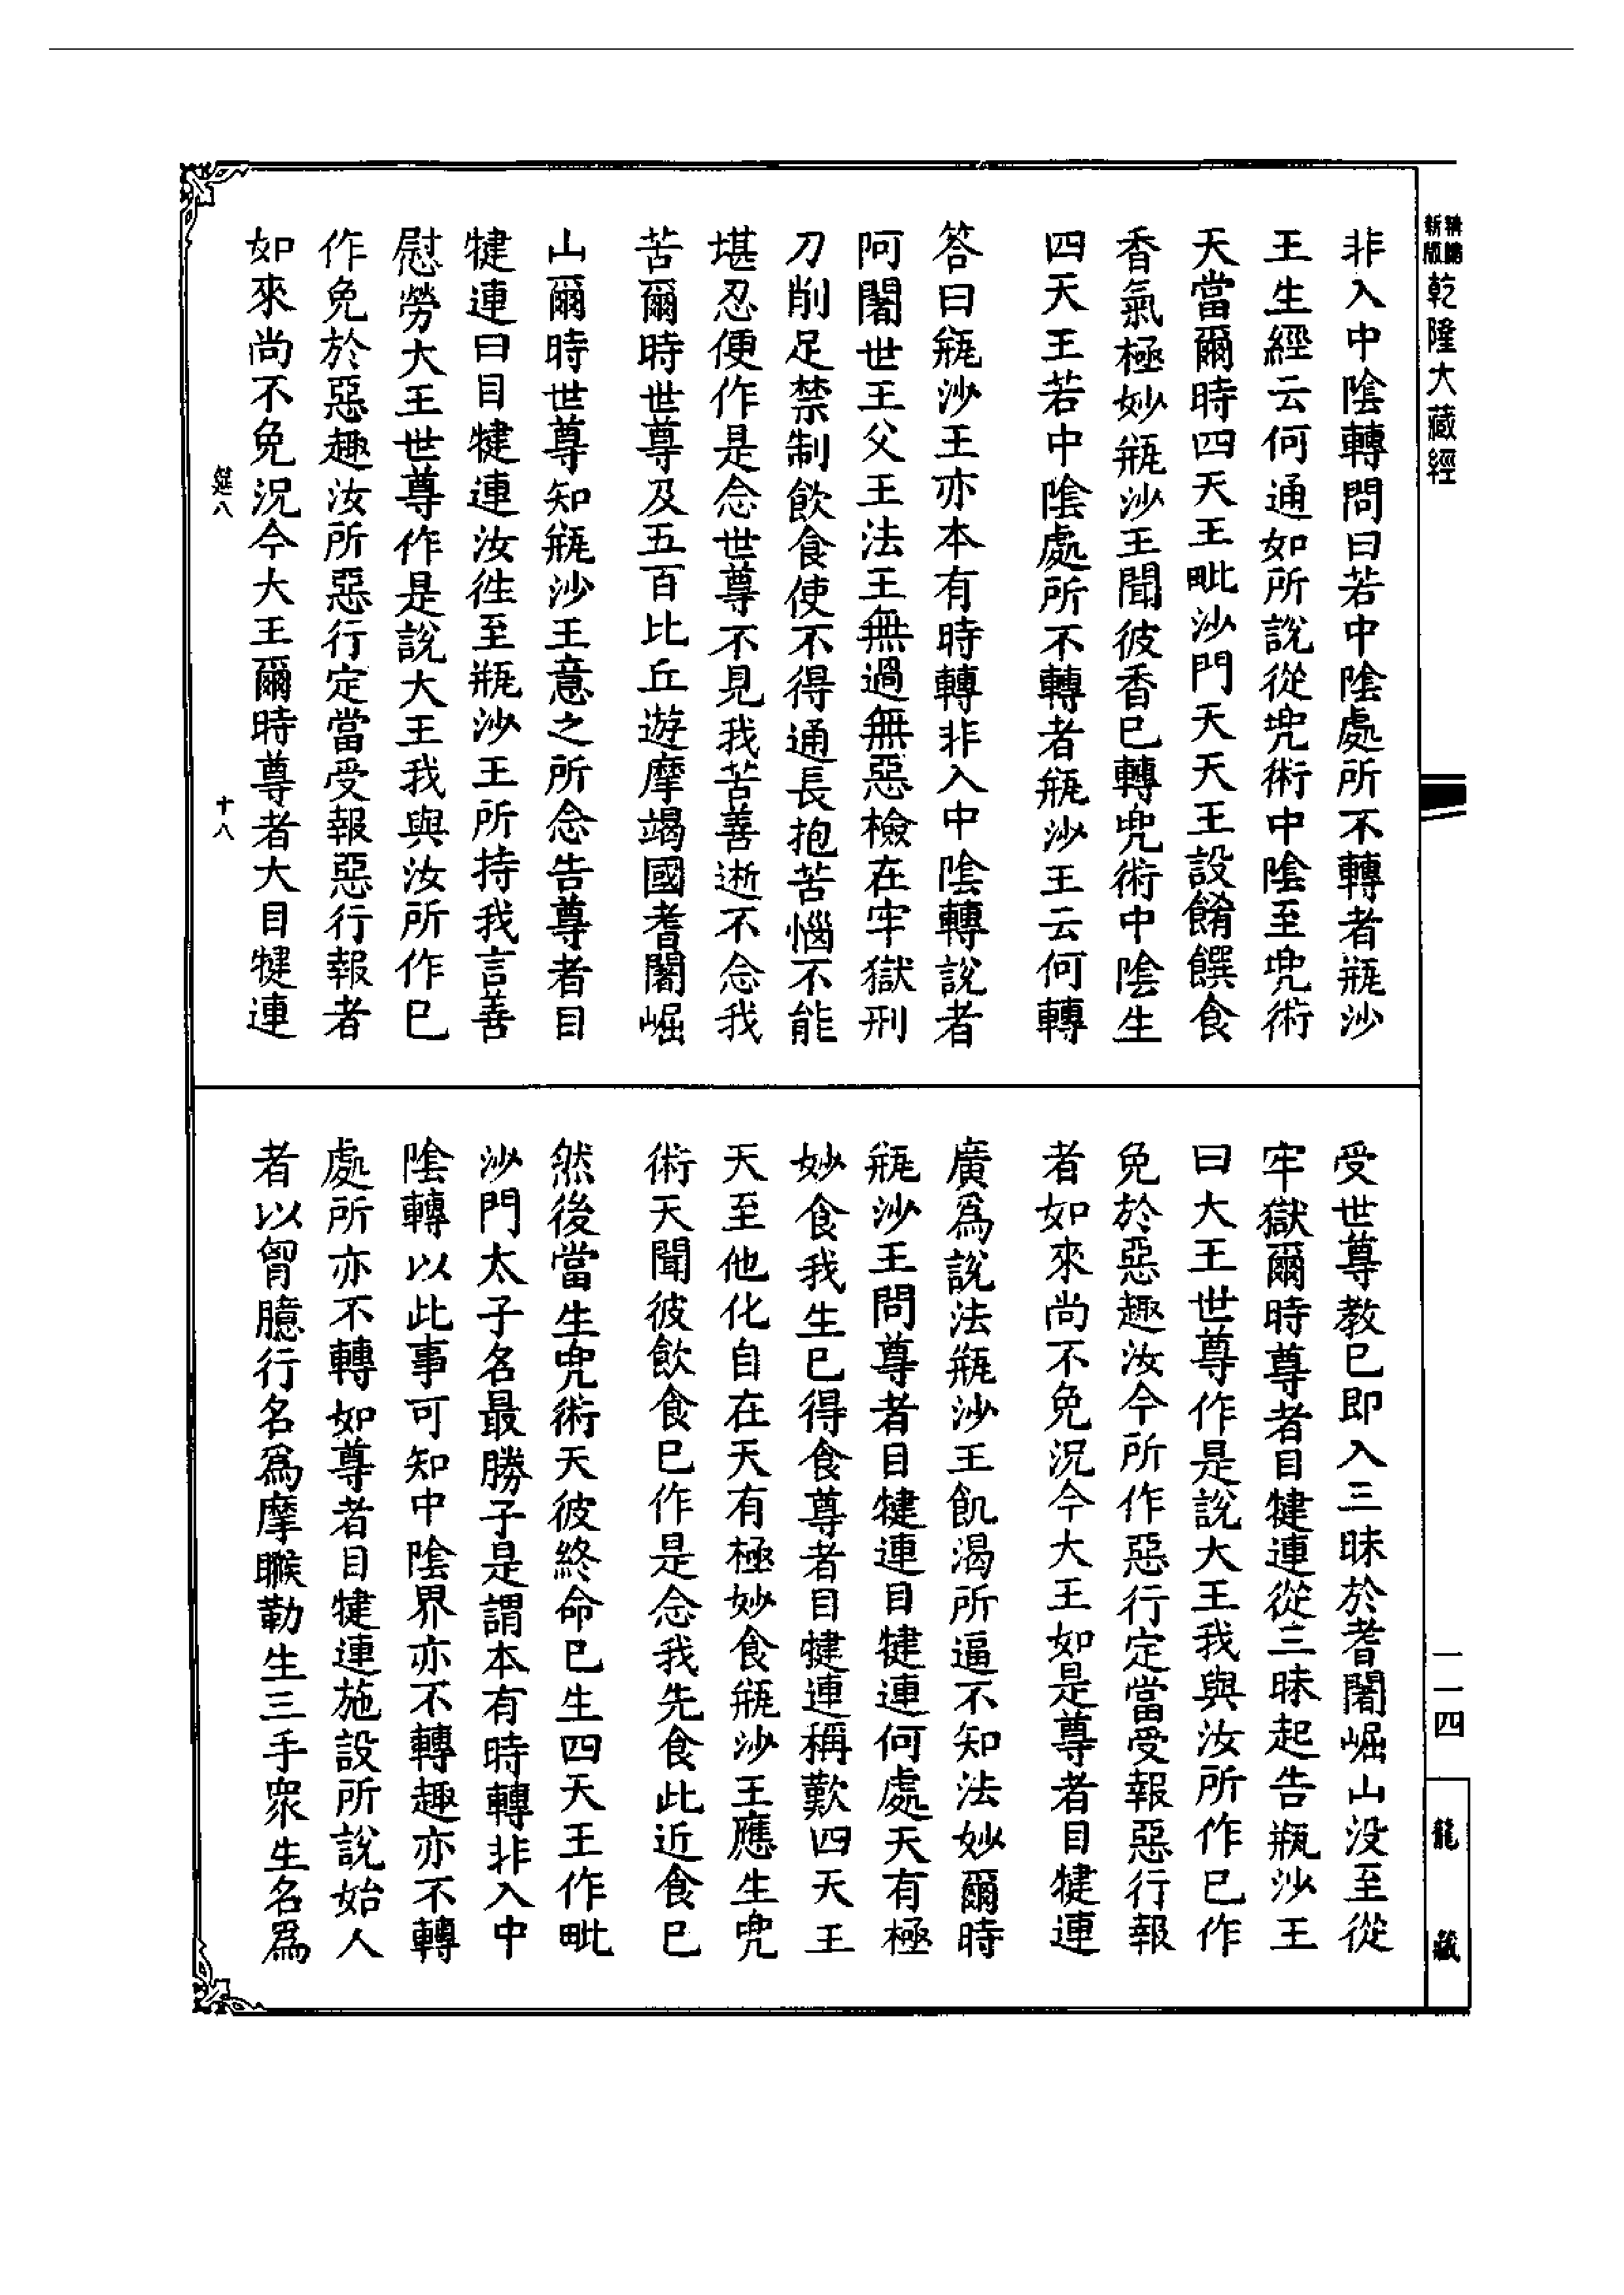 新版
精縮
乾隆大藏經
非入中陰轉問曰若中陰處所不轉者瓶沙
王生經云何通如所說從兜術中陰至兜術
天當爾時四天王毗沙門天天王設餚饌食
香氣極妙瓶沙王聞彼香已轉兜術中陰生
四天王若中陰處所不轉者瓶沙王云何轉
答曰瓶沙王亦本有時轉非入中陰轉說者
阿闍世王父王法王無過無惡檢在牢獄刑
刀削足禁制飲食使不得通長抱苦惱不能
堪忍便作是念世尊不見我苦善逝不念我
苦爾時世尊及五百比丘遊摩竭國耆闍崛
山爾時世尊知瓶沙王意之所念告尊者目
犍連曰目犍連汝徃至瓶沙王所持我言善
慰勞大王世尊作是說大王我與汝所作已
作免於惡趣汝所惡行定當受報惡行報者
如來尚不免況今大王爾時尊者大目犍連
筵八
十八
受世尊教已即入三昧於耆闍崛山没至從
牢獄爾時尊者目犍連從三昧起告瓶沙王
曰大王世尊作是說大王我與汝所作已作
免於惡趣汝今所作惡行定當受報惡行報
者如來尚不免況今大王如是尊者目犍連
廣爲說法瓶沙王飢渴所逼不知法妙爾時
瓶沙王問尊者目犍連目犍連何處天有極
妙食我生已得食尊者目犍連稱歎四天王
天至他化自在天有極妙食瓶沙王應生兜
術天聞彼飲食已作是念我先食此近食已
然後當生兜術天彼終命已生四天王作毗
沙門太子名最勝子是謂本有時轉非入中
陰轉以此事可知中陰界亦不轉趣亦不轉
處所亦不轉如尊者目犍連施設所說始人
者以胷臆行名爲摩睺勒生三手衆生名爲
一一四
龍藏